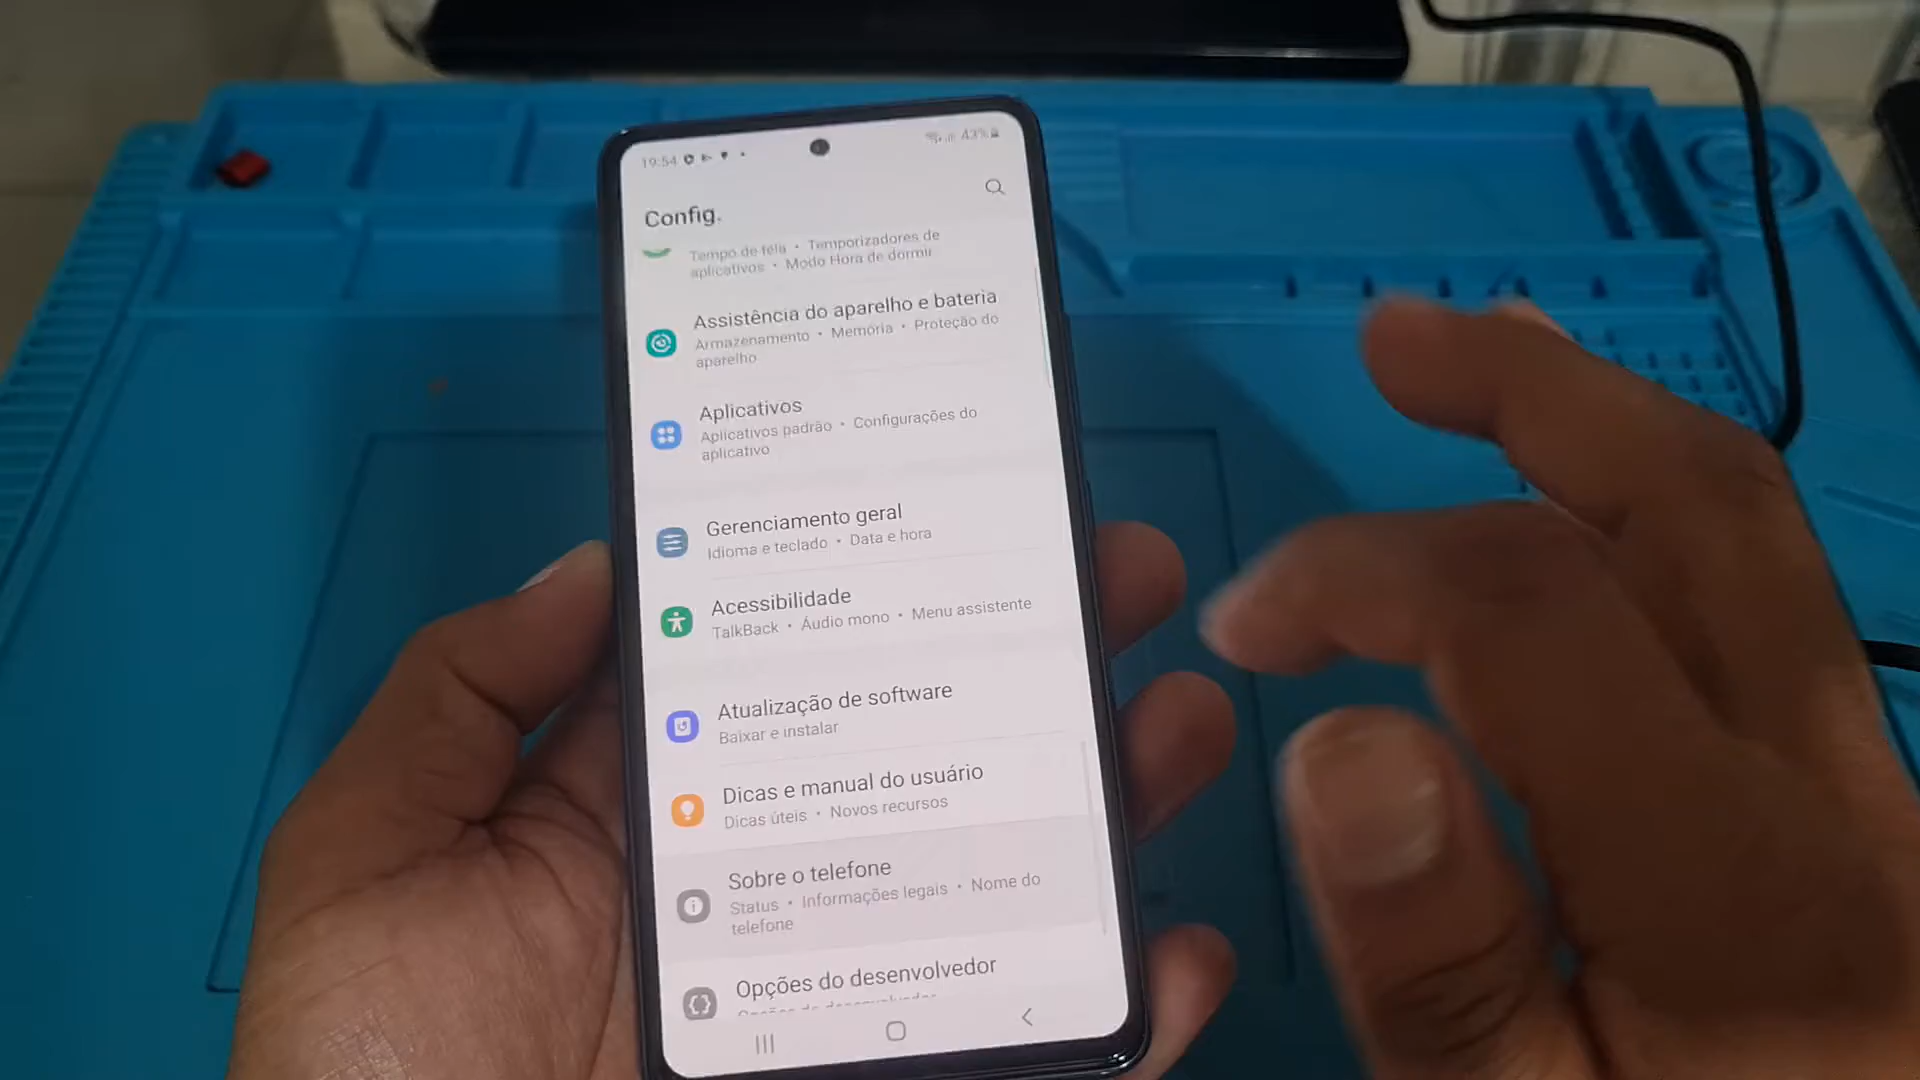 19:54
43%
Config.
Tempo de tela • Temporizadores de
aplicativos • Modo Hora de dormir
Assistência do aparelho e bateria
Armazenamento • Memória • Proteção do
aparelho
Aplicativos
Aplicativos padrão • Configurações do
aplicativo
Gerenciamento geral
Idioma e teclado • Data e hora
Acessibilidade
TalkBack • Áudio mono • Menu assistente
Atualização de software
Baixar e instalar
Dicas e manual do usuário
Dicas úteis • Novos recursos
Sobre o telefone
Status • Informações legais • Nome do
telefone
Opções do desenvolvedor